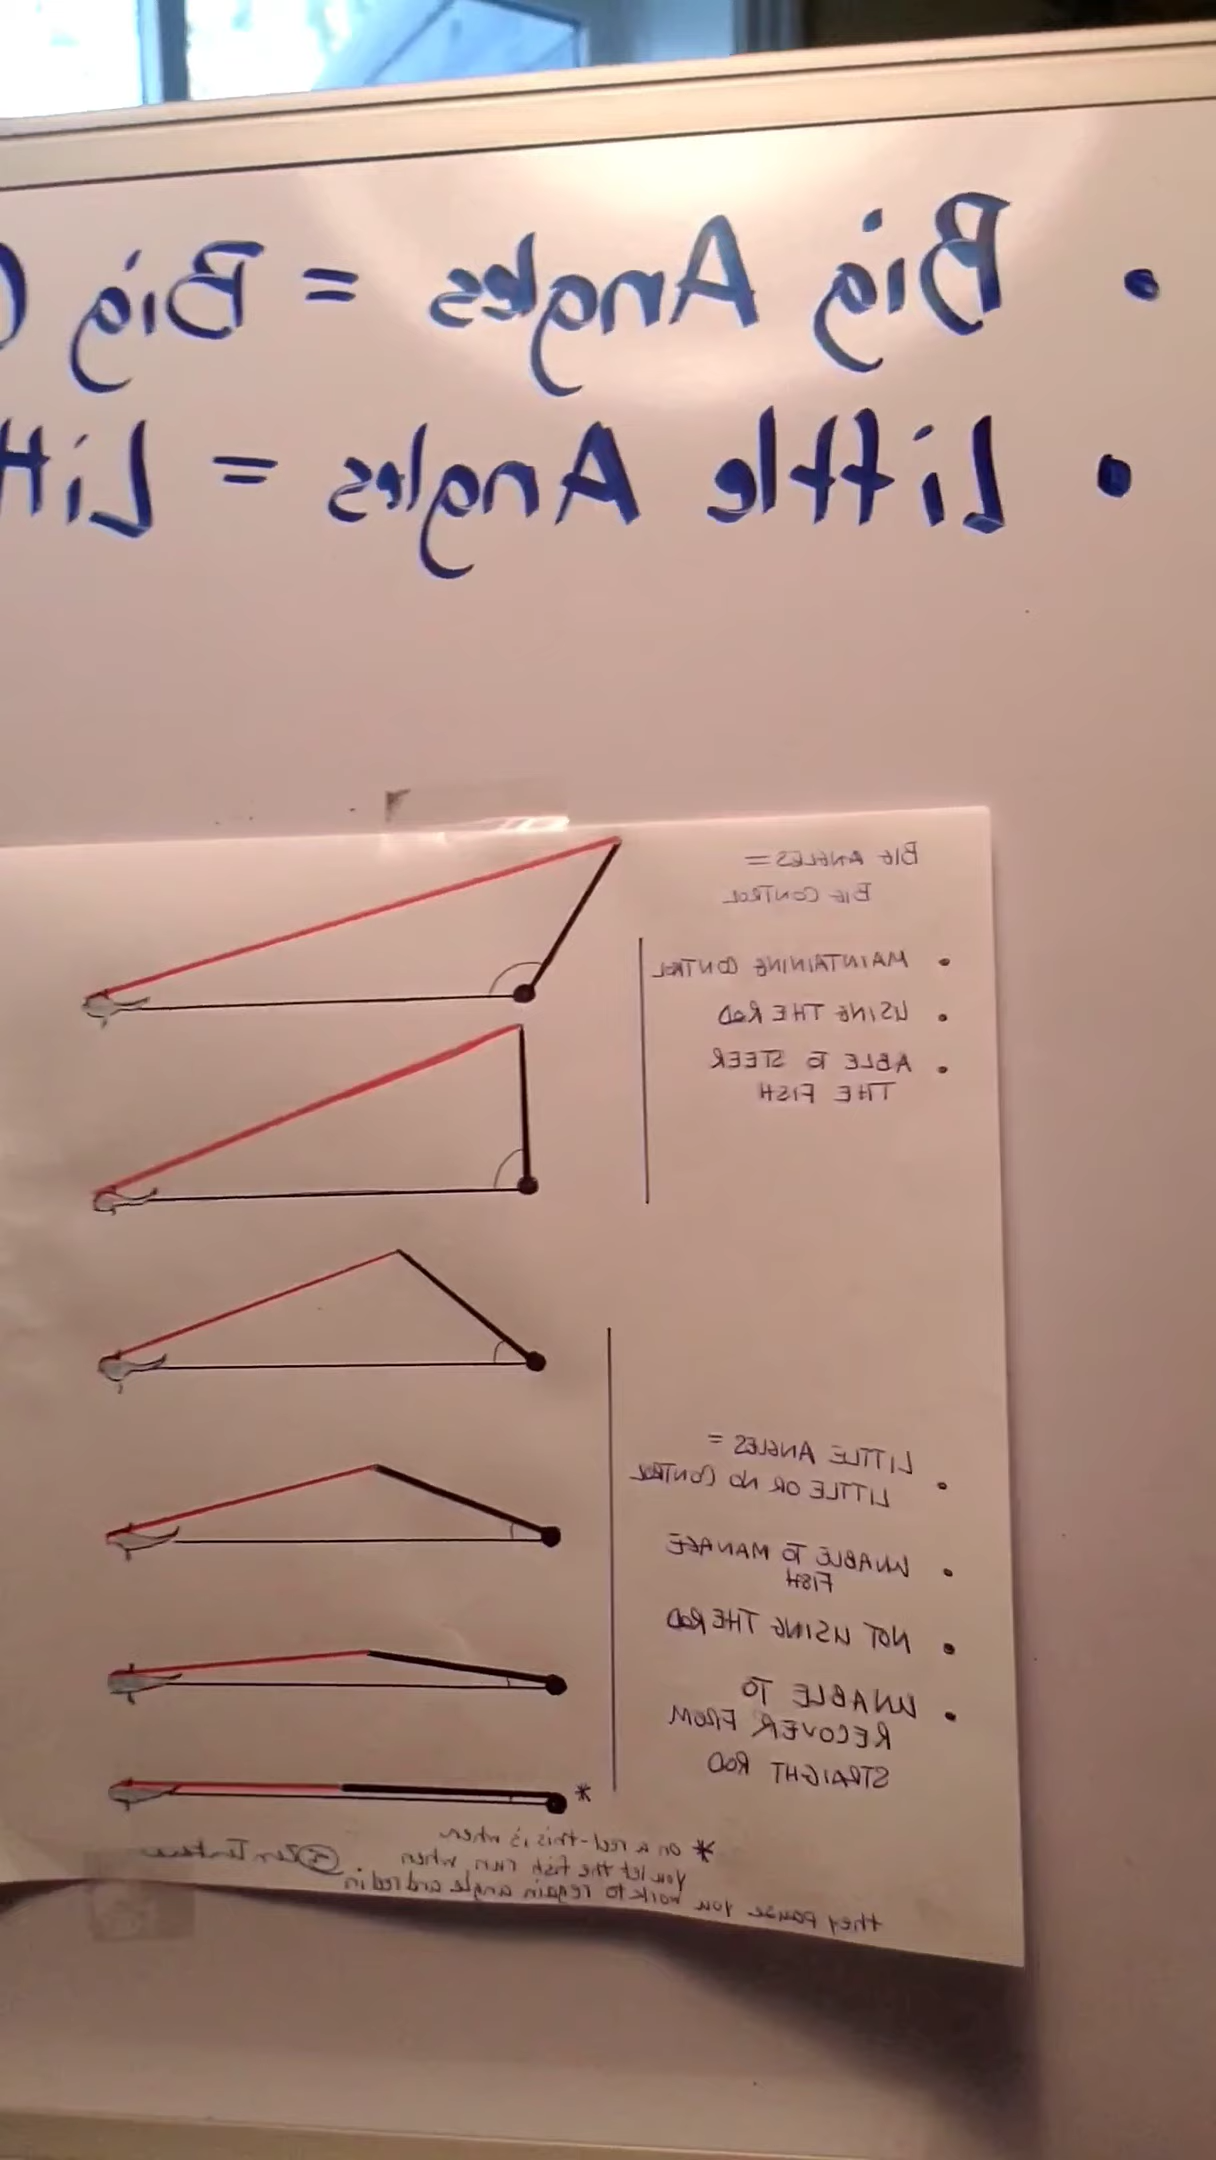 • Big Angles = Big C
• Little Angles = Litt
BIG ANGLES =
BIG CONTROL
• MAINTAINING CONTROL
• USING THE ROD
• ABLE TO STEER
THE FISH
• LITTLE ANGLES =
LITTLE OR NO CONTROL
• UNABLE TO MANAGE
FISH
• NOT USING THE ROD
• UNABLE TO
RECOVER FROM
STRAIGHT ROD
*
* on a reel-this is when
you let the fish run, when
they pause you work to regain angle and reel in.